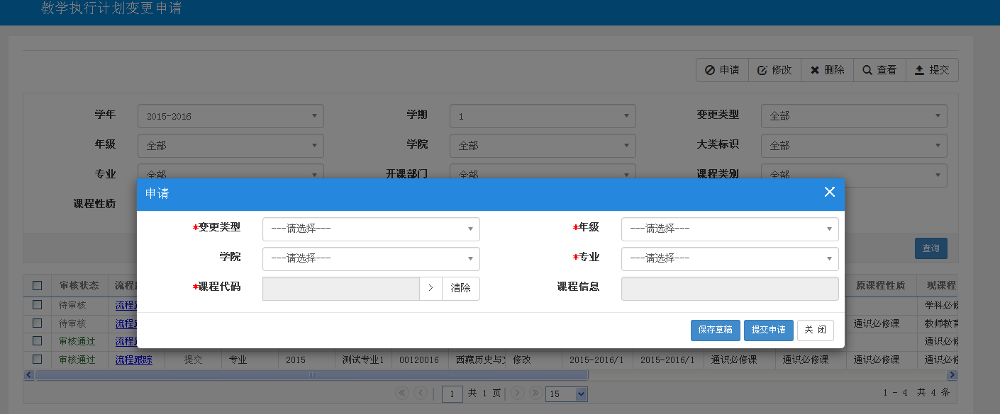 教学执行计划变更申请
申请 修改 删除 查看 提交
学年 2015-2016 学期 1 变更类型 全部
年级 全部 学院 全部 大类标识 全部
专业 全部 开课部门 全部 课程类别 全部
课程性质
申请
*变更类型 ---请选择--- *年级 ---请选择---
学院 ---请选择--- *专业 ---请选择---
*课程代码 > 清除 课程信息
保存草稿 提交申请 关 闭
查询
审核状态 流程 原课程性质 现课程
待审核 流程 学科必修
待审核 流程 通识必修课 教师教育
审核通过 流程 通识必
审核通过 流程跟踪 提交 专业 2015 测试专业1 00120016 西藏历史与文 修改 2015-2016/1 2015-2016/1 通识必修课 通识必修课 通识必修课 通识必
1 共 1 页 15 1 - 4 共 4 条